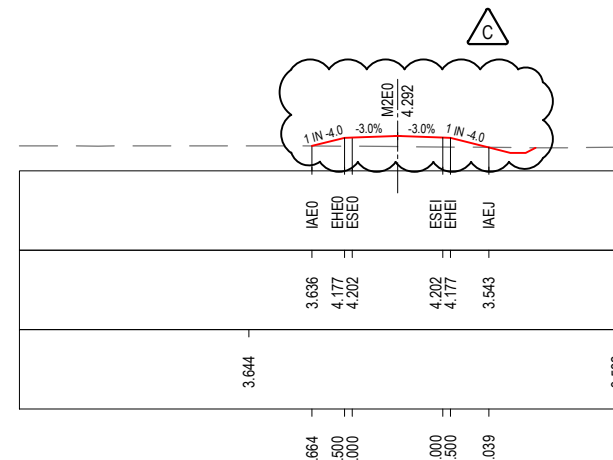 C
M2E0
4.292
1 IN -4.0
-3.0%
-3.0%
1 IN -4.0
IAE0
EHE0
ESE0
ESEI
EHEI
IAEJ
3.636
4.177
4.202
4.202
4.177
3.543
3.644
.664
.500
.000
.000
.500
.039